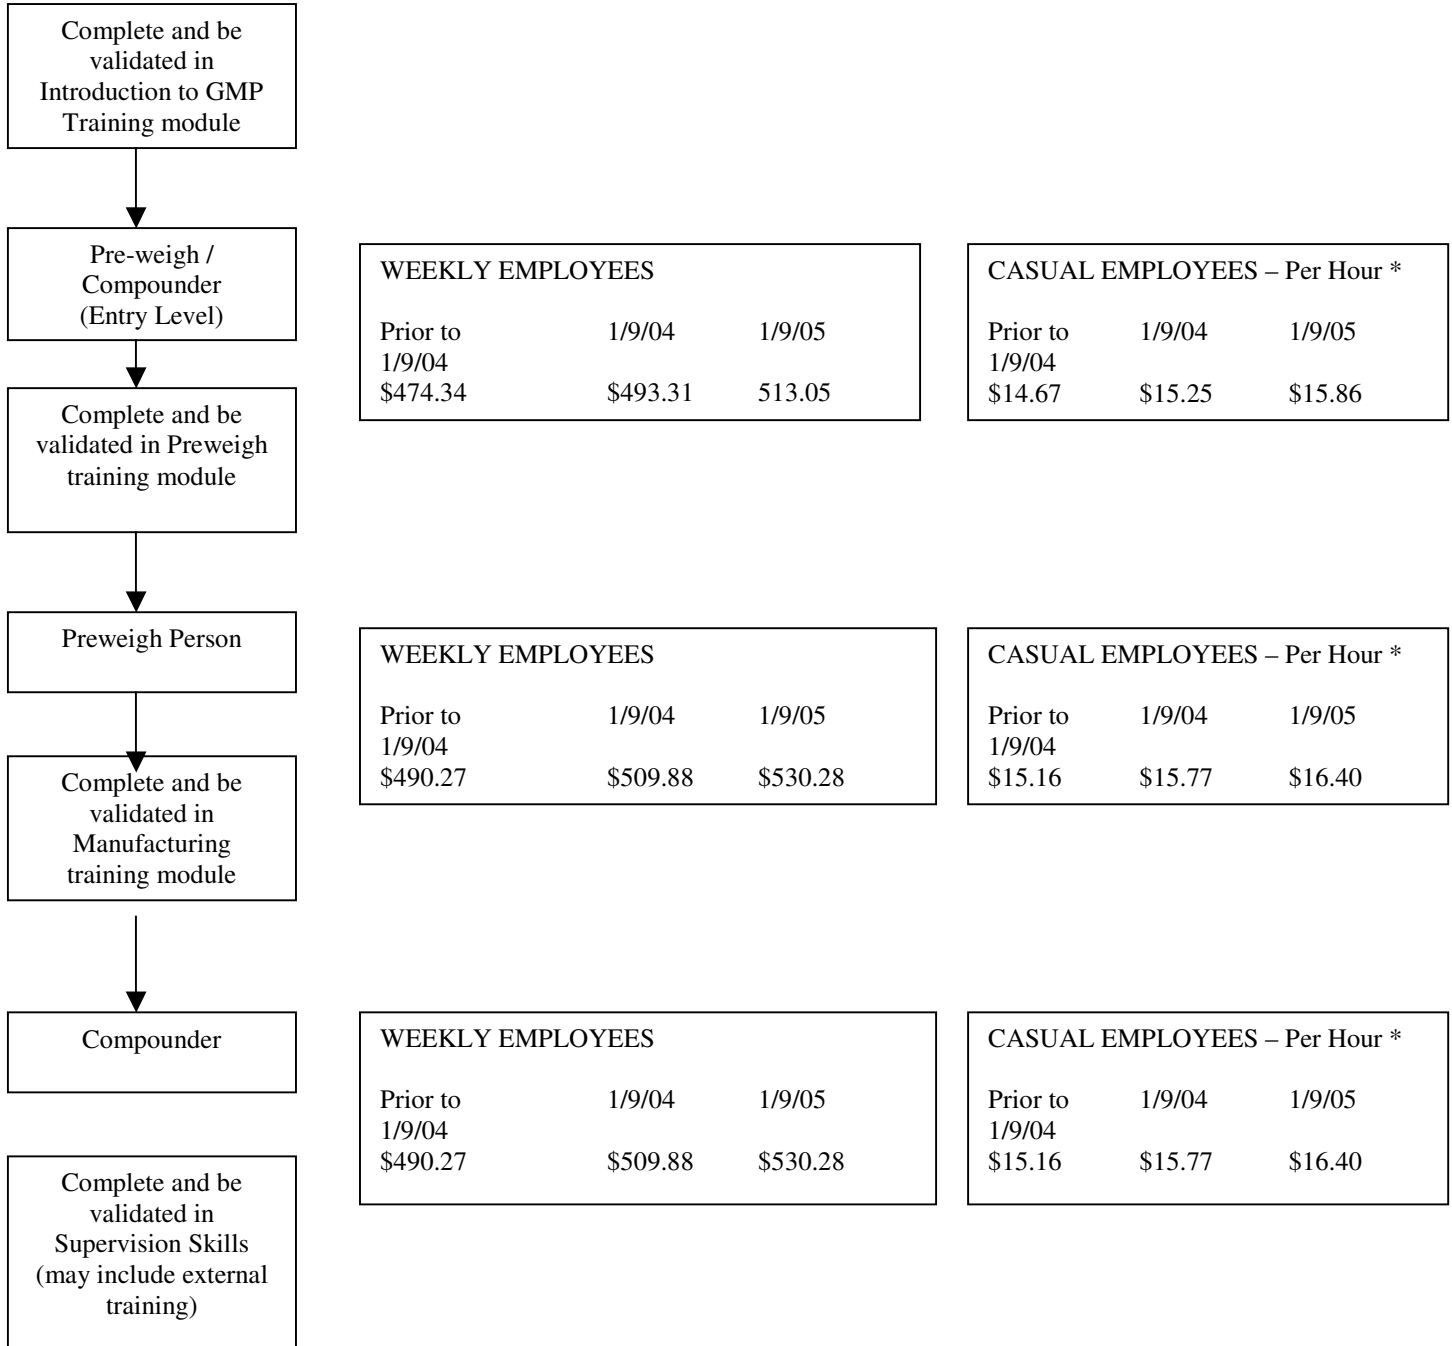 Complete and be
validated in
Introduction to GMP
Training module
Pre-weigh /
Compounder
(Entry Level)
WEEKLY EMPLOYEES
Prior to 1/9/04 1/9/05
1/9/04
$474.34 $493.31 513.05
CASUAL EMPLOYEES – Per Hour *
Prior to 1/9/04 1/9/05
1/9/04
$14.67 $15.25 $15.86
Complete and be
validated in Preweigh
training module
Preweigh Person
WEEKLY EMPLOYEES
Prior to 1/9/04 1/9/05
1/9/04
$490.27 $509.88 $530.28
CASUAL EMPLOYEES – Per Hour *
Prior to 1/9/04 1/9/05
1/9/04
$15.16 $15.77 $16.40
Complete and be
validated in
Manufacturing
training module
Compounder
WEEKLY EMPLOYEES
Prior to 1/9/04 1/9/05
1/9/04
$490.27 $509.88 $530.28
CASUAL EMPLOYEES – Per Hour *
Prior to 1/9/04 1/9/05
1/9/04
$15.16 $15.77 $16.40
Complete and be
validated in
Supervision Skills
(may include external
training)